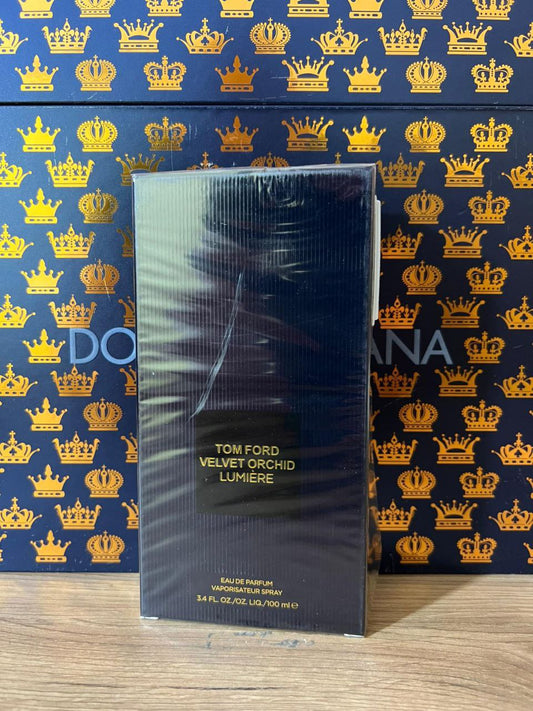 DO ANA
TOM FORD
VELVET ORCHID
LUMIÈRE
EAU DE PARFUM
VAPORISATEUR SPRAY
3.4 FL. OZ./OZ. LIQ./100 ml ℮